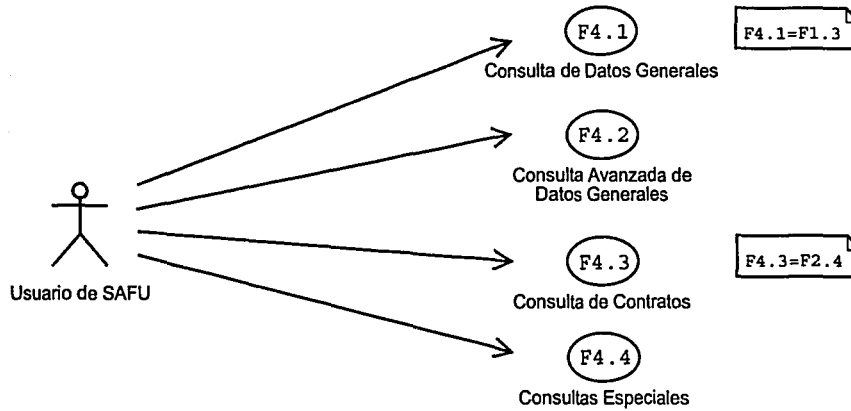 F4.1
F4.1=F1.3
Consulta de Datos Generales
F4.2
Consulta Avanzada de
Datos Generales
Usuario de SAFU
F4.3
F4.3=F2.4
Consulta de Contratos
F4.4
Consultas Especiales